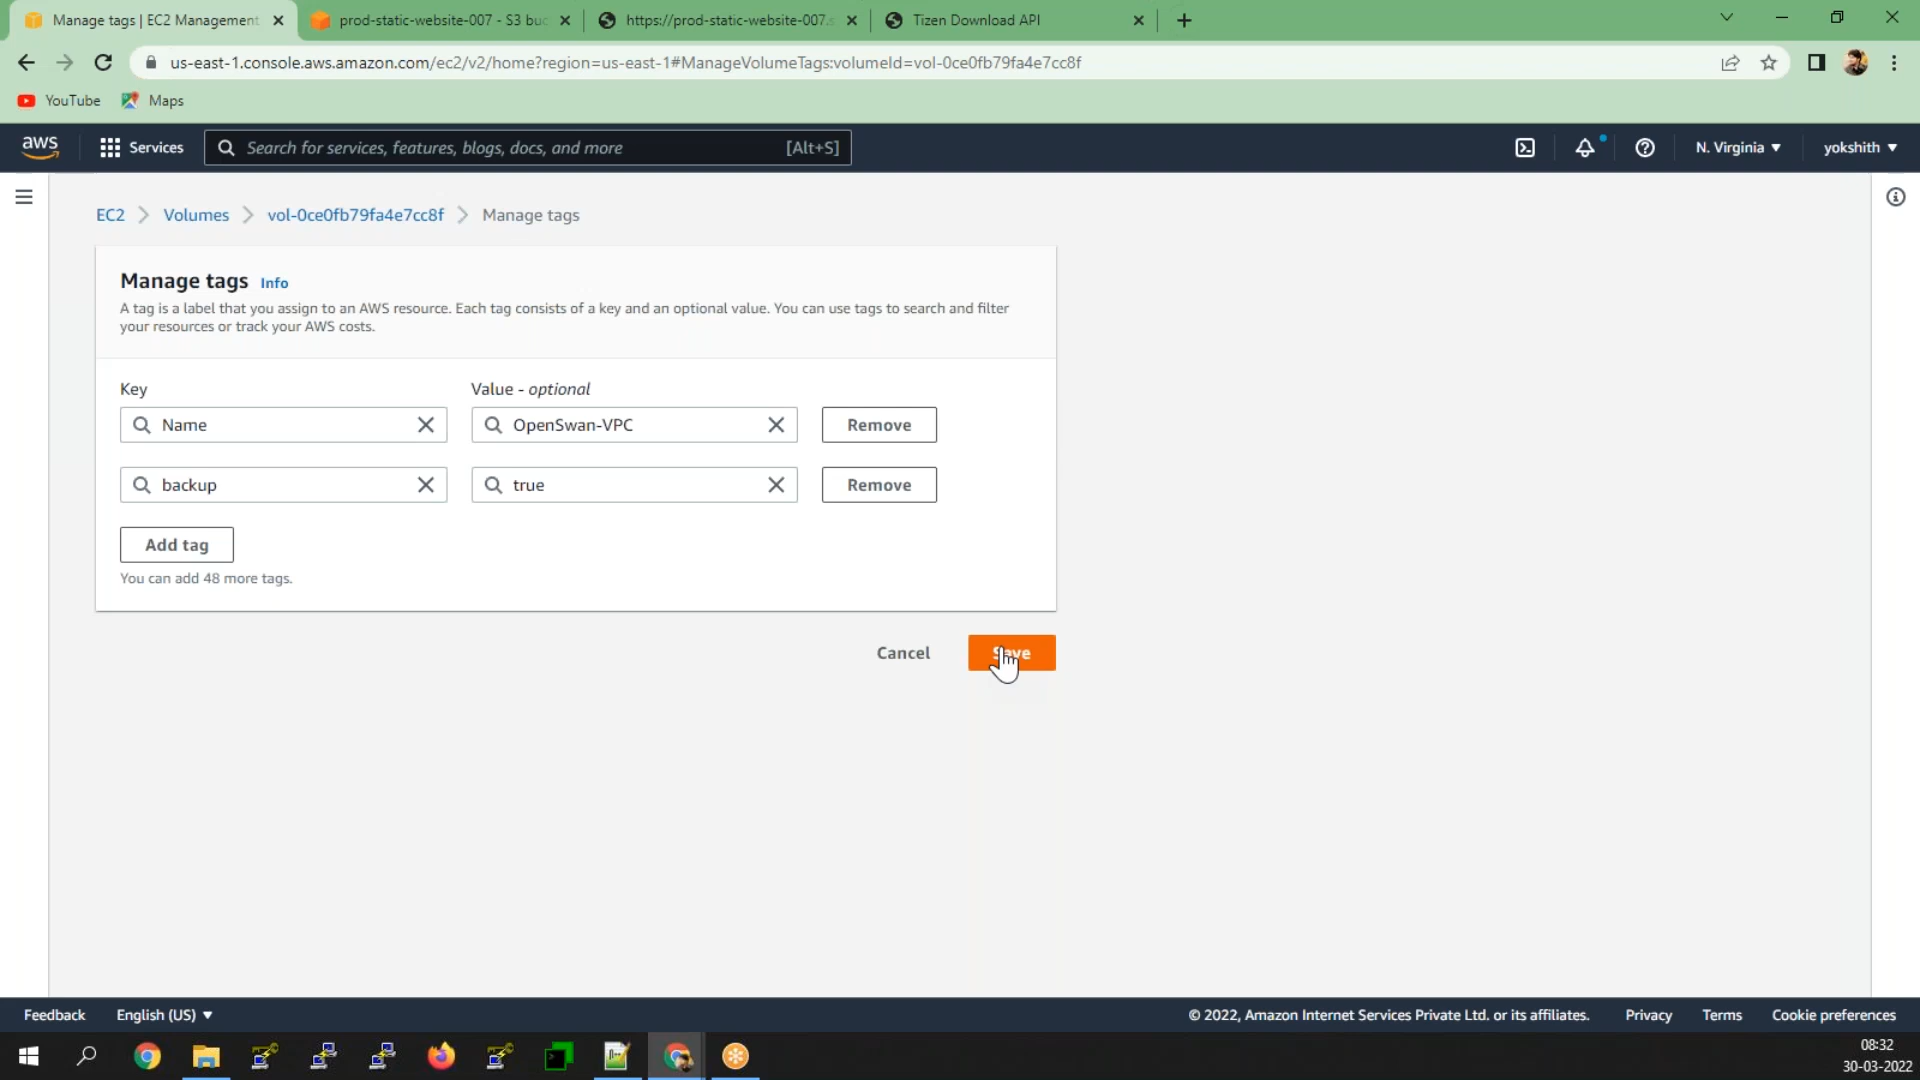 Manage tags | EC2 Management
prod-static-website-007 - S3 buc
https://prod-static-website-007.s
Tizen Download API
us-east-1.console.aws.amazon.com/ec2/v2/home?region=us-east-1#ManageVolumeTags:volumeId=vol-0ce0fb79fa4e7cc8f
YouTube
Maps
aws
Services
Search for services, features, blogs, docs, and more
[Alt+S]
N. Virginia
yokshith
EC2
Volumes
vol-0ce0fb79fa4e7cc8f
Manage tags
Manage tags Info
A tag is a label that you assign to an AWS resource. Each tag consists of a key and an optional value. You can use tags to search and filter
your resources or track your AWS costs.
Key
Value - optional
Name
OpenSwan-VPC
Remove
backup
true
Remove
Add tag
You can add 48 more tags.
Cancel
Save
Feedback
English (US)
© 2022, Amazon Internet Services Private Ltd. or its affiliates.
Privacy
Terms
Cookie preferences
08:32
30-03-2022